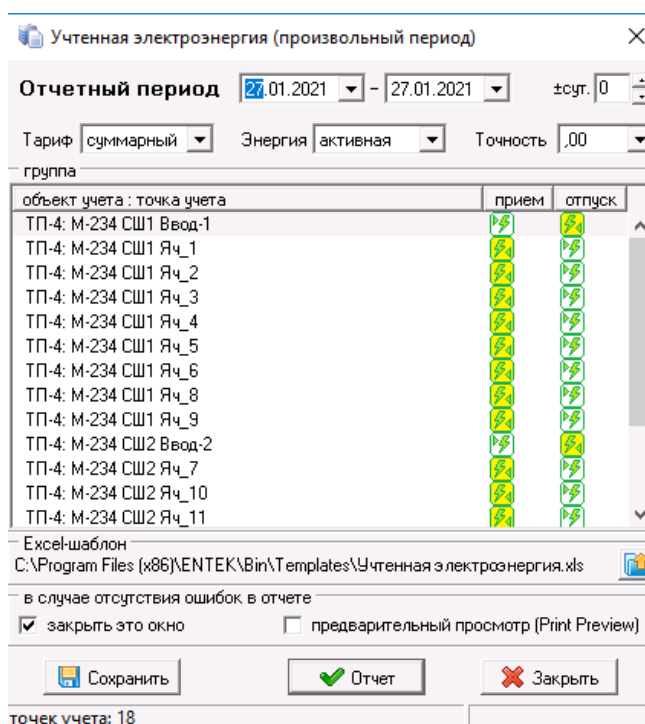 Учтенная электроэнергия (произвольный период)
Отчетный период 27.01.2021 - 27.01.2021 ±сут. 0
Тариф суммарный Энергия активная Точность ,00
группа
объект учета : точка учета прием отпуск
ТП-4: М-234 СШ1 Ввод-1
ТП-4: М-234 СШ1 Яч_1
ТП-4: М-234 СШ1 Яч_2
ТП-4: М-234 СШ1 Яч_3
ТП-4: М-234 СШ1 Яч_4
ТП-4: М-234 СШ1 Яч_5
ТП-4: М-234 СШ1 Яч_6
ТП-4: М-234 СШ1 Яч_8
ТП-4: М-234 СШ1 Яч_9
ТП-4: М-234 СШ2 Ввод-2
ТП-4: М-234 СШ2 Яч_7
ТП-4: М-234 СШ2 Яч_10
ТП-4: М-234 СШ2 Яч_11
Excel-шаблон
C:\Program Files (x86)\ENTEK\Bin\Templates\Учтенная электроэнергия.xls
в случае отсутствия ошибок в отчете
закрыть это окно предварительный просмотр (Print Preview)
Сохранить Отчет Закрыть
точек учета: 18